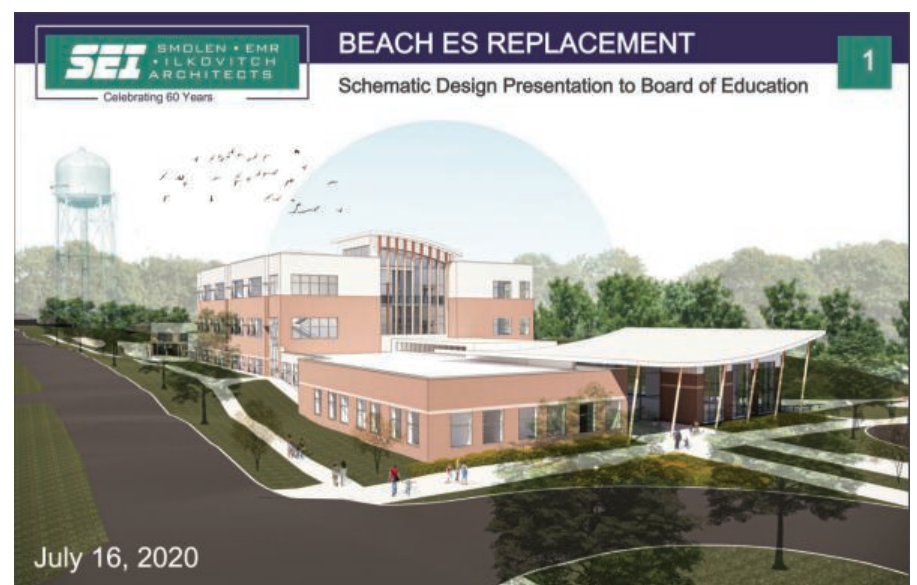 SEI
SMOLEN • EMR
• ILKOVITCH
ARCHITECTS
Celebrating 60 Years
BEACH ES REPLACEMENT
Schematic Design Presentation to Board of Education
1
July 16, 2020